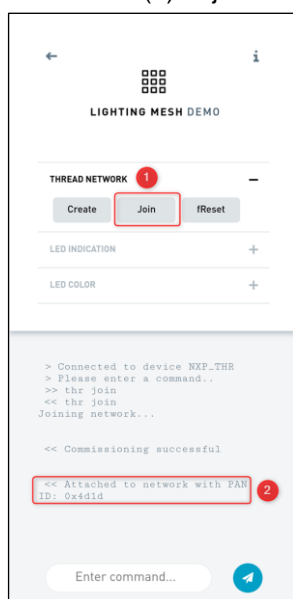 ← i
LIGHTING MESH DEMO
THREAD NETWORK 1 −
Create Join fReset
LED INDICATION +
LED COLOR +
> Connected to device NXP_THR
> Please enter a command..
>> thr join
<< thr join
Joining network...
<< Commissioning successful
<< Attached to network with PAN
ID: 0x4d1d
2
Enter command...